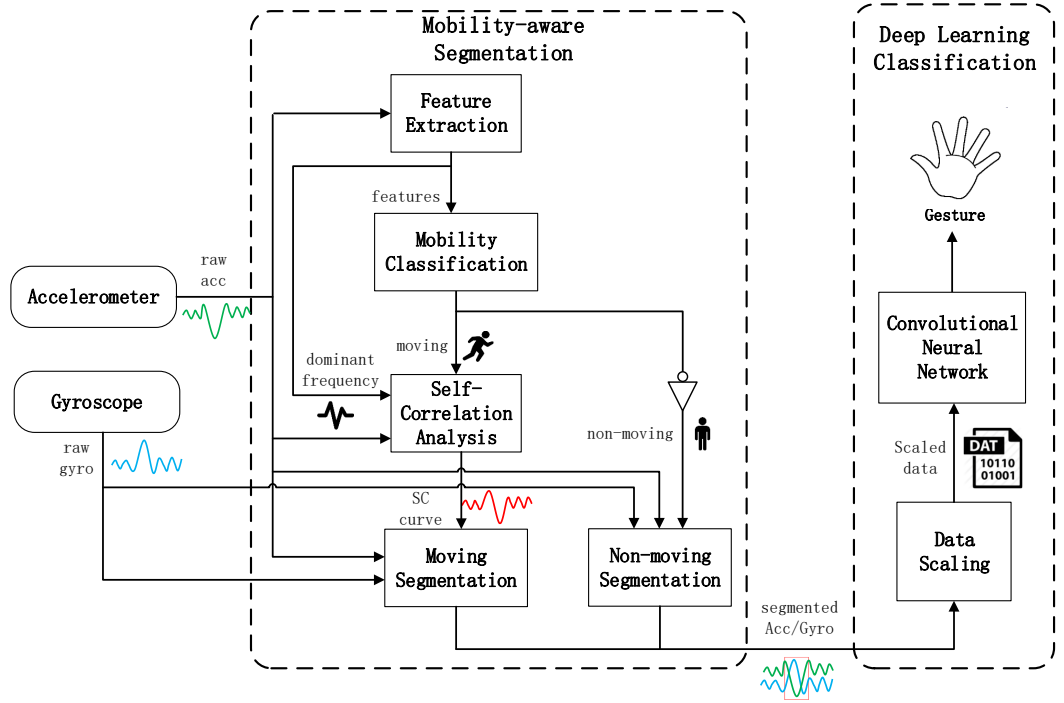 Mobility-aware
Segmentation
Deep Learning
Classification
Feature
Extraction
features
Mobility
Classification
Gesture
raw
acc
Accelerometer
Convolutional
Neural
Network
moving
dominant
frequency
Self-
Correlation
Analysis
Gyroscope
non-moving
raw
gyro
Scaled
data
DAT
10110
01001
SC
curve
Moving
Segmentation
Non-moving
Segmentation
Data
Scaling
segmented
Acc/Gyro